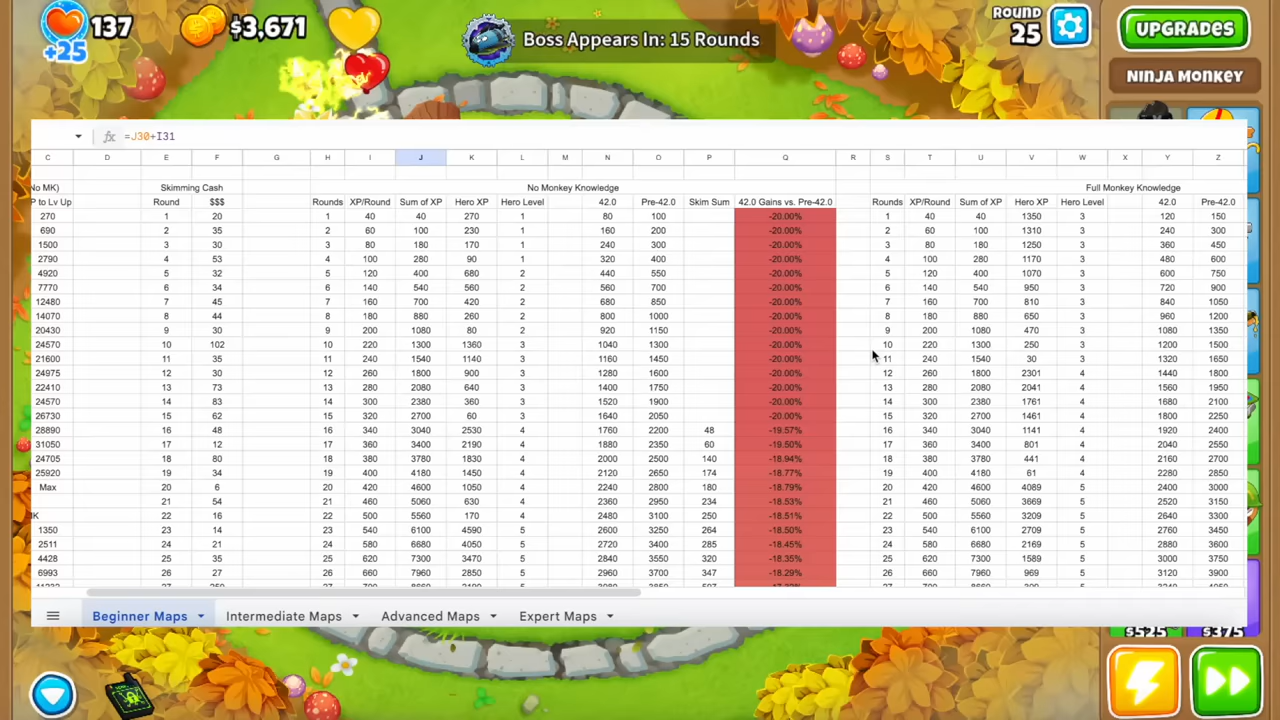 137
+25
$3,671
Boss Appears In: 15 Rounds
ROUND
25
UPGRADES
NINJA MONKEY
fx =J30+I31
C D E F G H I J K L M N O P Q R S T U V W X Y Z
No MK) Skimming Cash No Monkey Knowledge Full Monkey Knowledge
P to Lv Up Round $$$ Rounds XP/Round Sum of XP Hero XP Hero Level 42.0 Pre-42.0 Skim Sum 42.0 Gains vs. Pre-42.0 Rounds XP/Round Sum of XP Hero XP Hero Level 42.0 Pre-42.0
270 1 20 1 40 40 270 1 80 100 -20.00% 1 40 40 1350 3 120 150
690 2 35 2 60 100 230 1 160 200 -20.00% 2 60 100 1310 3 240 300
1500 3 30 3 80 180 170 1 240 300 -20.00% 3 80 180 1250 3 360 450
2790 4 53 4 100 280 90 1 320 400 -20.00% 4 100 280 1170 3 480 600
4920 5 32 5 120 400 680 2 440 550 -20.00% 5 120 400 1070 3 600 750
7770 6 34 6 140 540 560 2 560 700 -20.00% 6 140 540 950 3 720 900
12480 7 45 7 160 700 420 2 680 850 -20.00% 7 160 700 810 3 840 1050
14070 8 44 8 180 880 260 2 800 1000 -20.00% 8 180 880 650 3 960 1200
20430 9 30 9 200 1080 80 2 920 1150 -20.00% 9 200 1080 470 3 1080 1350
24570 10 102 10 220 1300 1360 3 1040 1300 -20.00% 10 220 1300 250 3 1200 1500
21600 11 35 11 240 1540 1140 3 1160 1450 -20.00% 11 240 1540 30 3 1320 1650
24975 12 30 12 260 1800 900 3 1280 1600 -20.00% 12 260 1800 2301 4 1440 1800
22410 13 73 13 280 2080 640 3 1400 1750 -20.00% 13 280 2080 2041 4 1560 1950
24570 14 83 14 300 2380 360 3 1520 1900 -20.00% 14 300 2380 1761 4 1680 2100
26730 15 62 15 320 2700 60 3 1640 2050 -20.00% 15 320 2700 1461 4 1800 2250
28890 16 48 16 340 3040 2530 4 1760 2200 48 -19.57% 16 340 3040 1141 4 1920 2400
31050 17 12 17 360 3400 2190 4 1880 2350 60 -19.50% 17 360 3400 801 4 2040 2550
24705 18 80 18 380 3780 1830 4 2000 2500 140 -18.94% 18 380 3780 441 4 2160 2700
25920 19 34 19 400 4180 1450 4 2120 2650 174 -18.77% 19 400 4180 61 4 2280 2850
Max 20 6 20 420 4600 1050 4 2240 2800 180 -18.79% 20 420 4600 4089 5 2400 3000
21 54 21 460 5060 630 4 2360 2950 234 -18.53% 21 460 5060 3669 5 2520 3150
22 16 22 500 5560 170 4 2480 3100 250 -18.51% 22 500 5560 3209 5 2640 3300
1350 23 14 23 540 6100 4590 5 2600 3250 264 -18.50% 23 540 6100 2709 5 2760 3450
2511 24 21 24 580 6680 4050 5 2720 3400 285 -18.45% 24 580 6680 2169 5 2880 3600
4428 25 35 25 620 7300 3470 5 2840 3550 320 -18.35% 25 620 7300 1589 5 3000 3750
6993 26 27 26 660 7960 2850 5 2960 3700 347 -18.29% 26 660 7960 969 5 3120 3900
Beginner Maps Intermediate Maps Advanced Maps Expert Maps
$525 $375